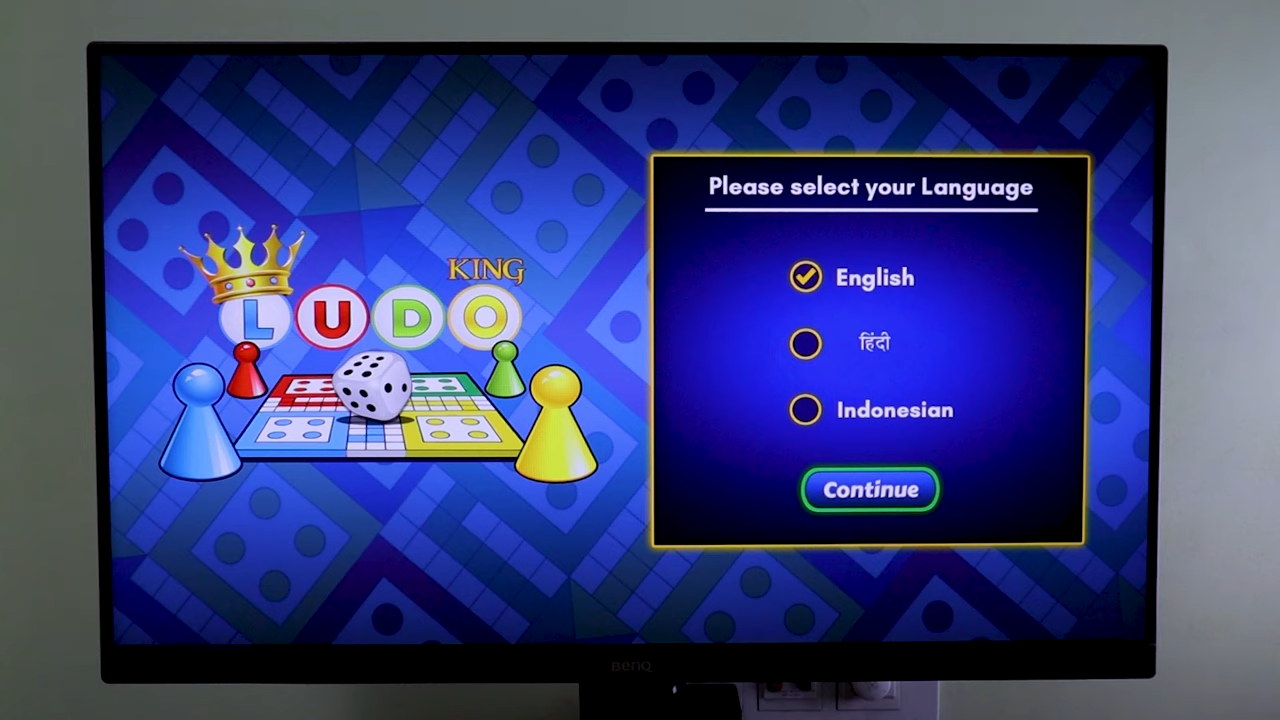 KING
LUDO
Please select your Language
English
हिंदी
Indonesian
Continue
BenQ